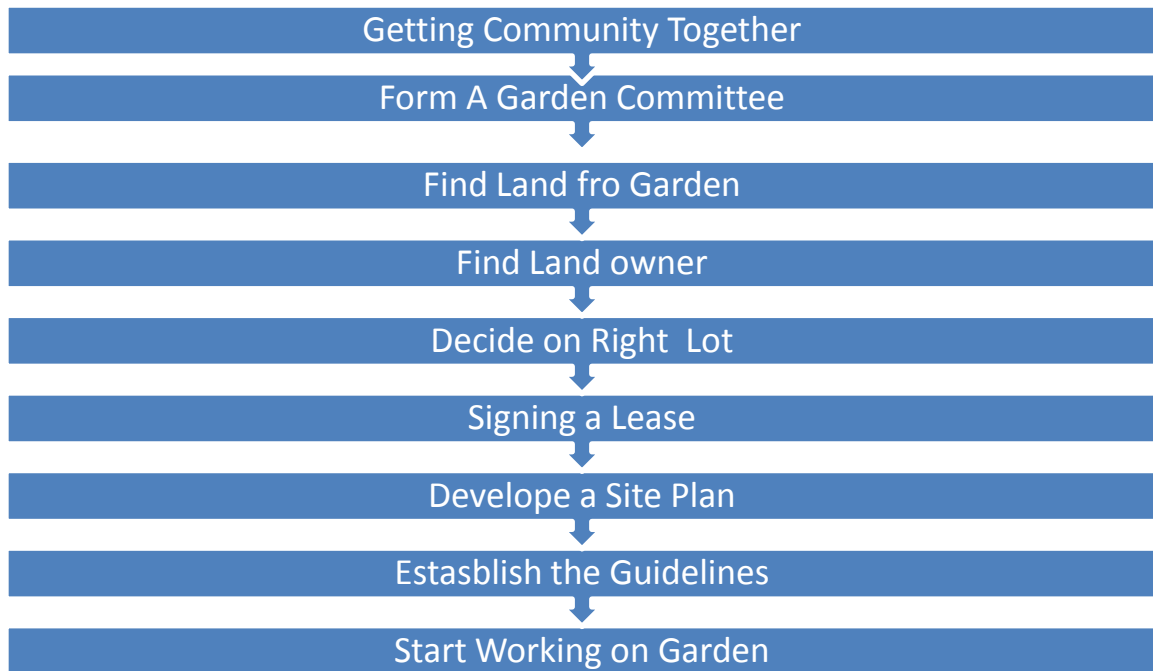 Getting Community Together
Form A Garden Committee
Find Land fro Garden
Find Land owner
Decide on Right  Lot
Signing a Lease
Develope a Site Plan
Estasblish the Guidelines
Start Working on Garden